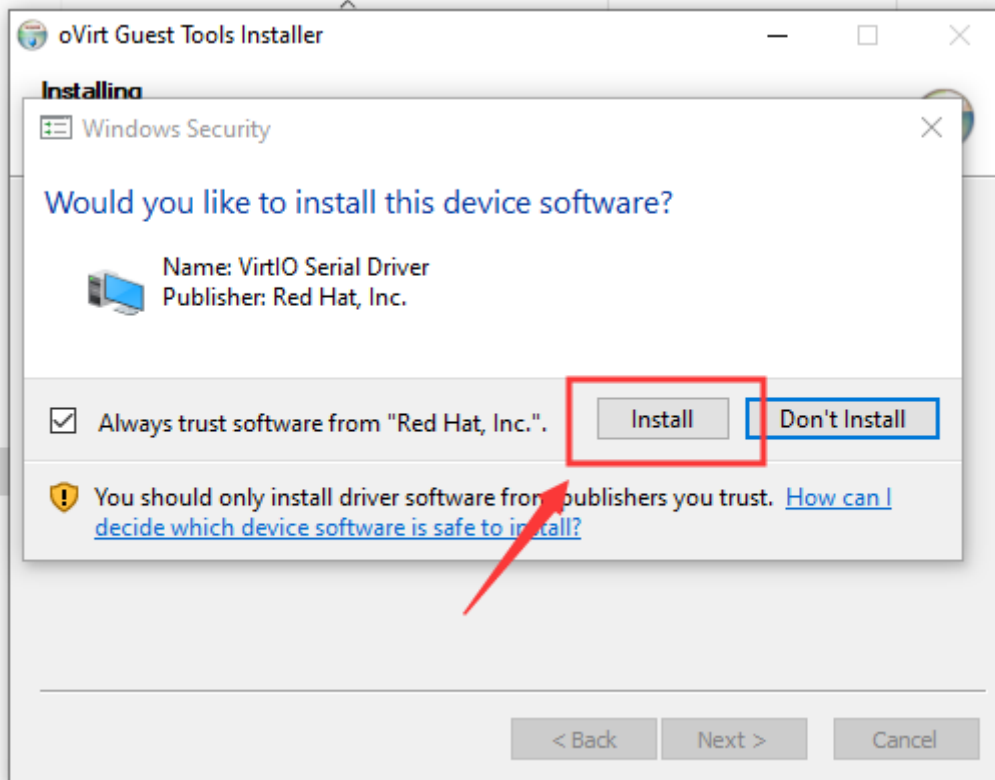 oVirt Guest Tools Installer
Installing
Windows Security
Would you like to install this device software?
Name: VirtIO Serial Driver
Publisher: Red Hat, Inc.
Always trust software from "Red Hat, Inc.".
Install
Don't Install
You should only install driver software from publishers you trust. How can I
decide which device software is safe to install?
< Back
Next >
Cancel